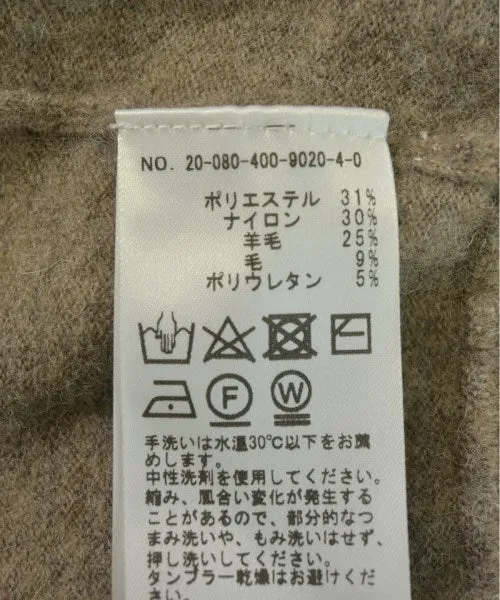 NO. 20-080-400-9020-4-0
ポリエステル 31%
ナイロン 30%
羊毛 25%
毛 9%
ポリウレタン 5%
F W
手洗いは水温30℃以下をお薦
めします。
中性洗剤を使用してください。
縮み、風合い変化が発生する
ことがあるので、部分的なつ
まみ洗いや、もみ洗いはせず、
押し洗いしてください。
タンブラー乾燥はお避けくだ
さい。